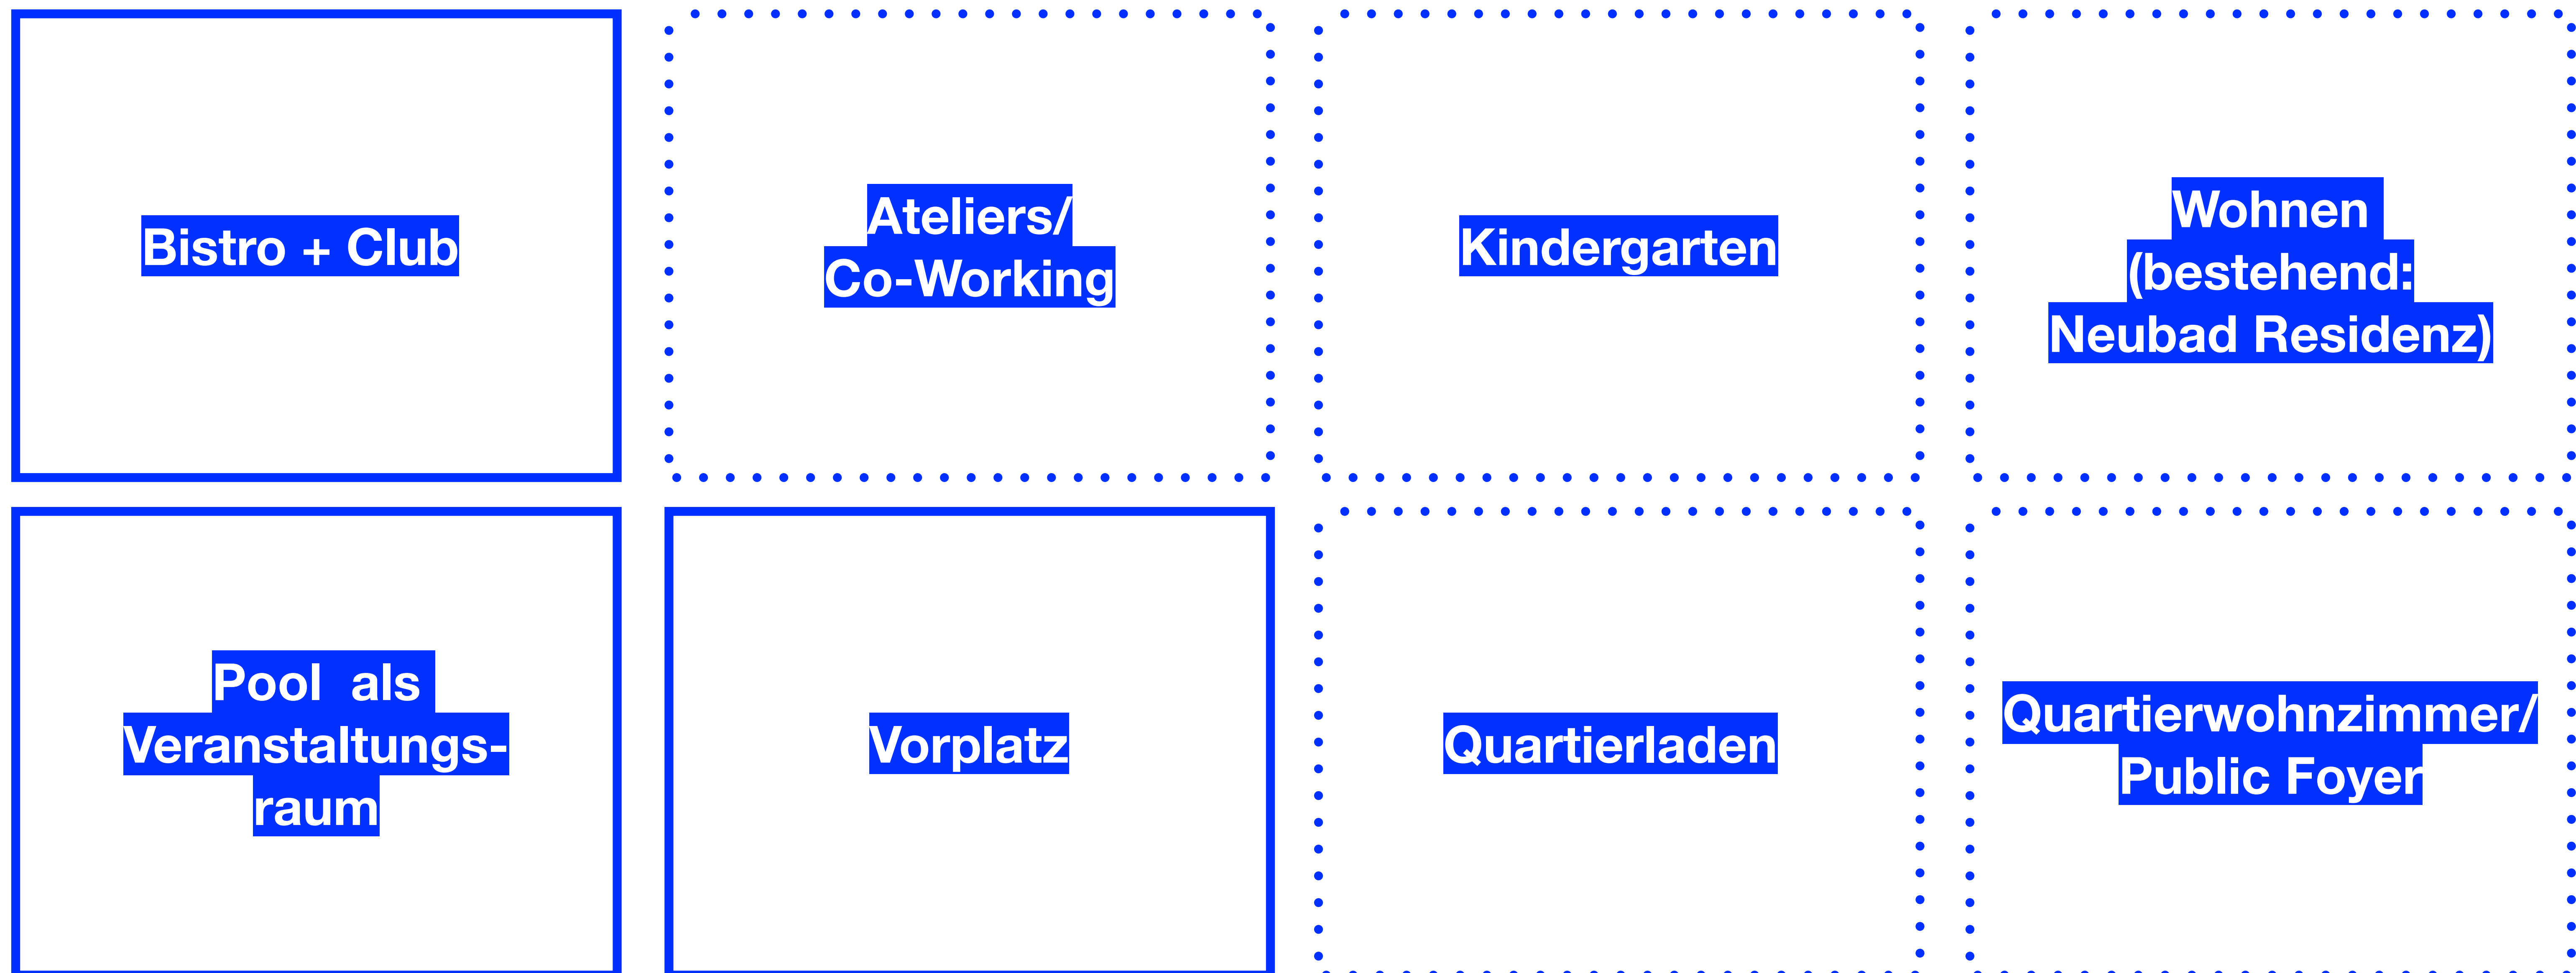 Bistro + Club
Ateliers/
Co-Working
Kindergarten
Wohnen
(bestehend:
Neubad Residenz)
Pool als
Veranstaltungs-
raum
Vorplatz
Quartierladen
Quartierwohnzimmer/
Public Foyer